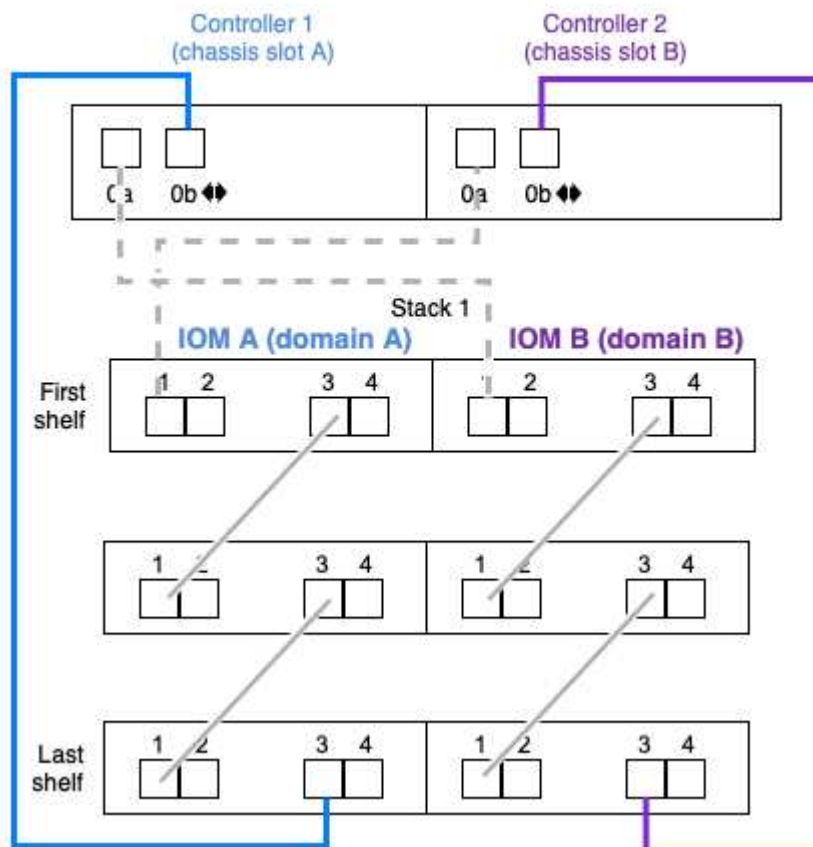 Controller 1
(chassis slot A)
Controller 2
(chassis slot B)
0a 0b
0a 0b
Stack 1
IOM A (domain A)
IOM B (domain B)
First
shelf
1 2 3 4
1 2 3 4
1 2 3 4
1 2 3 4
Last
shelf
1 2 3 4
1 2 3 4